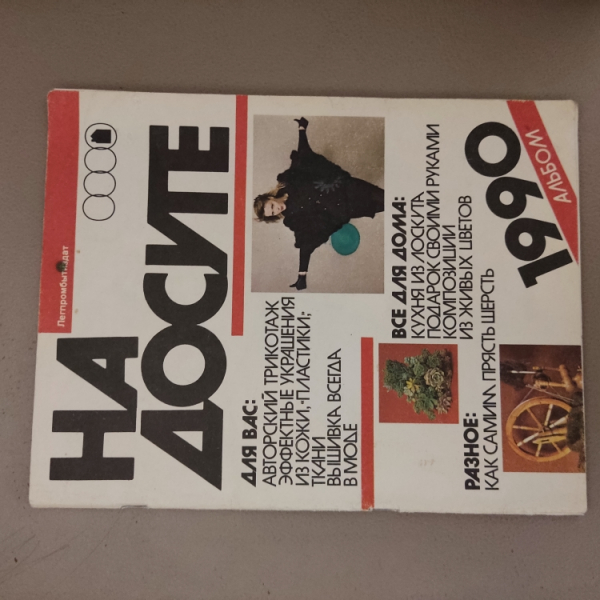 Легпромбытиздат
НА
ДОСУГЕ
ДЛЯ ВАС:
АВТОРСКИЙ ТРИКОТАЖ
ЭФФЕКТНЫЕ УКРАШЕНИЯ
ИЗ КОЖИ, ПЛАСТИКИ,
ТКАНИ
ВЫШИВКА ВСЕГДА
В МОДЕ
ВСЕ ДЛЯ ДОМА:
КУХНЯ ИЗ ЛОСКУТА
ПОДАРОК СВОИМИ РУКАМИ
КОМПОЗИЦИИ
ИЗ ЖИВЫХ ЦВЕТОВ
РАЗНОЕ:
КАК САМИМ ПРЯСТЬ ШЕРСТЬ
1990
АЛЬБОМ